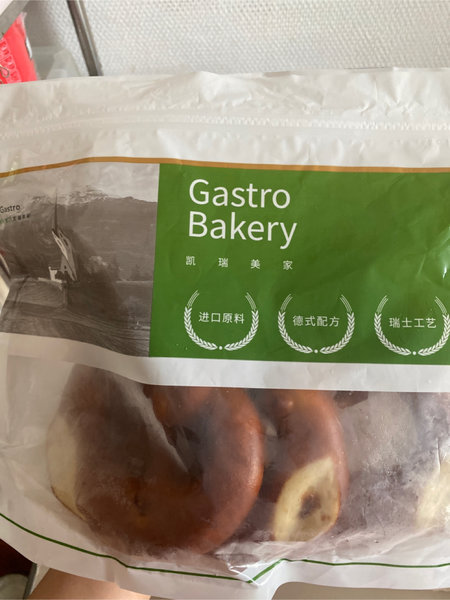 Gastro
Gastro
Bakery
凯瑞美家
进口原料
德式配方
瑞士工艺